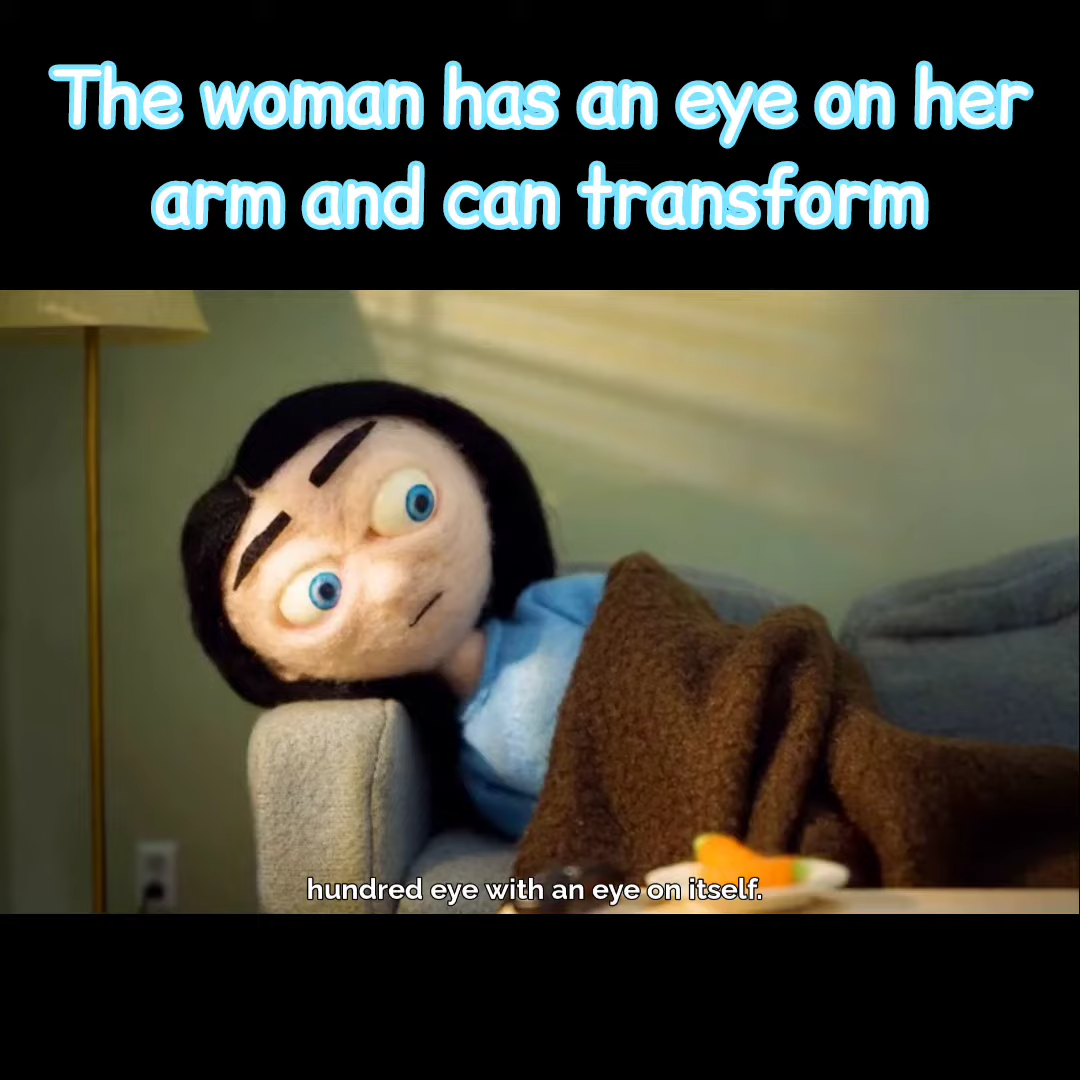 The woman has an eye on her
arm and can transform
hundred eye with an eye on itself.